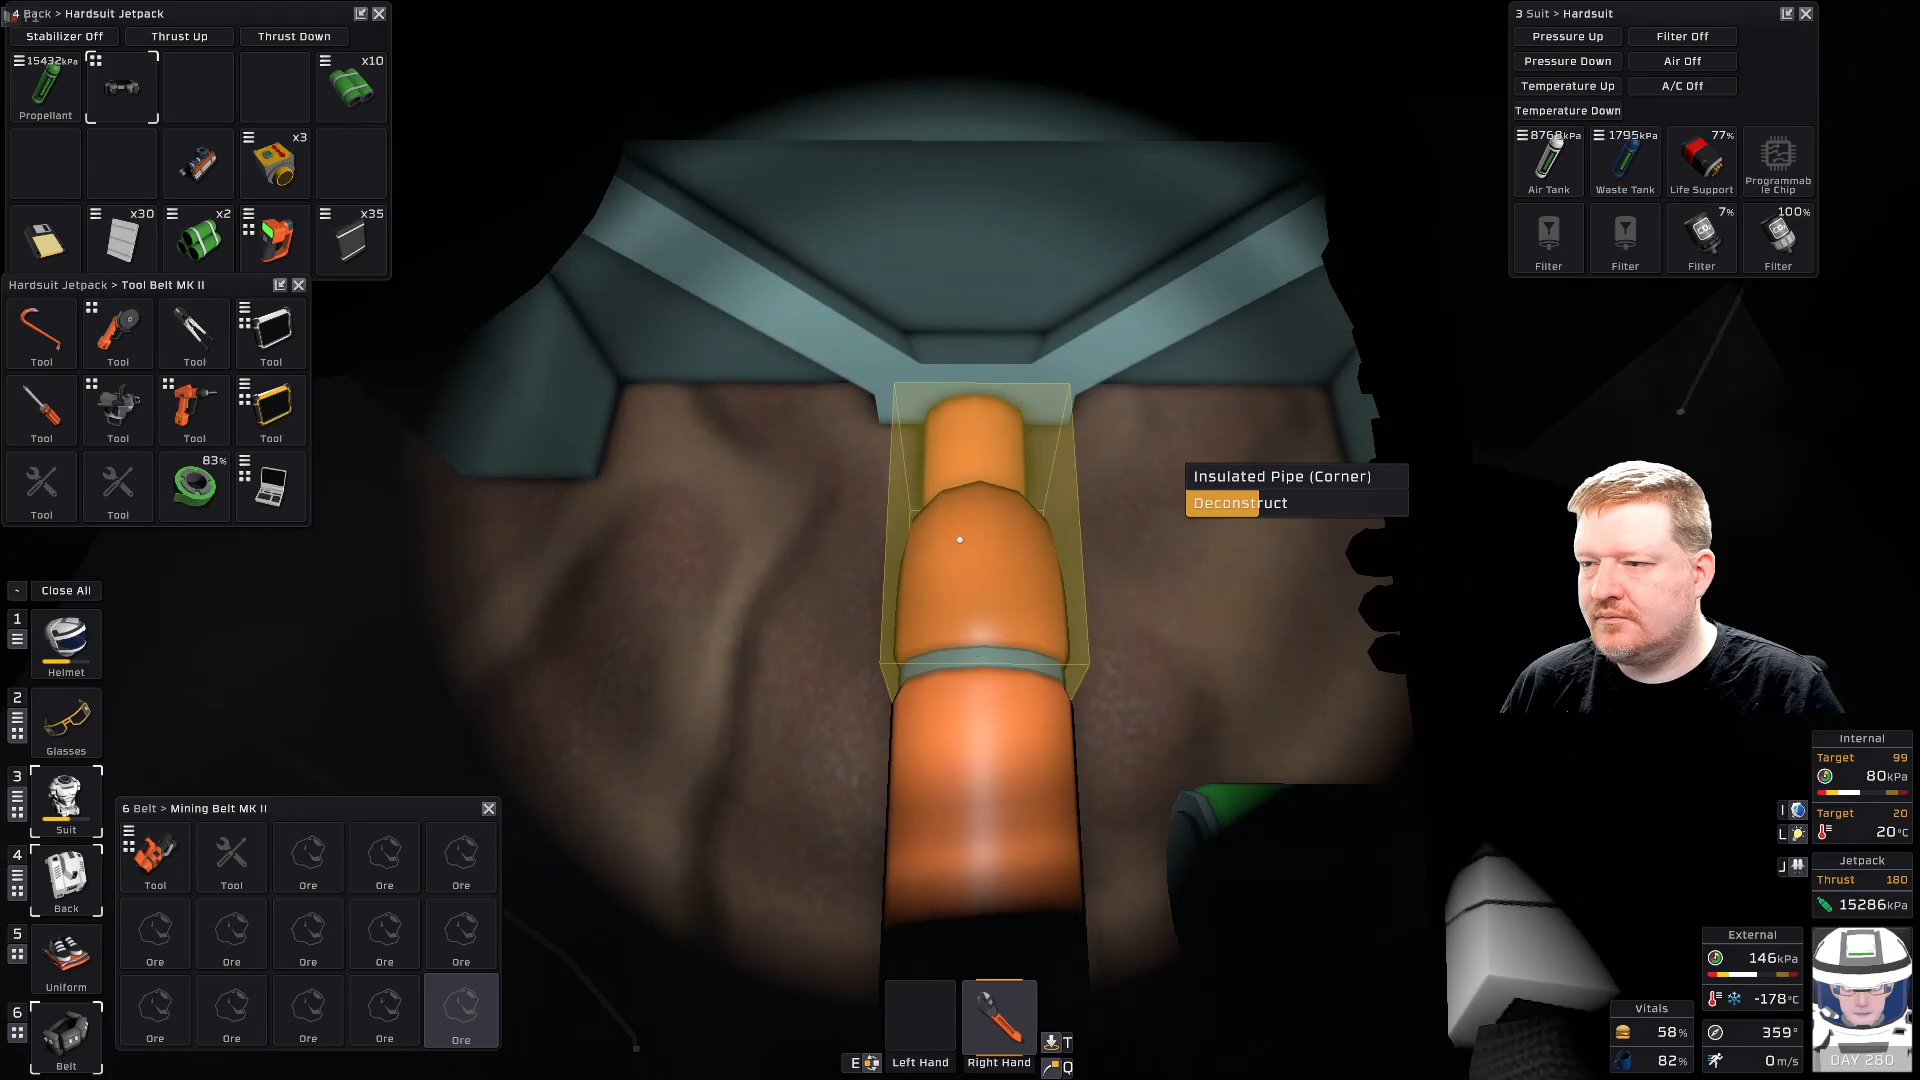 4 Back > Hardsuit Jetpack
Stabilizer Off
Thrust Up
Thrust Down
15432kPa
Propellant
x10
x3
x30
x2
x35
Hardsuit Jetpack > Tool Belt MK II
Tool
Tool
Tool
Tool
Tool
Tool
Tool
Tool
83%
Tool
Tool
~
Close All
1
Helmet
2
Glasses
3
Suit
4
Back
5
Uniform
6
Belt
6 Belt > Mining Belt MK II
Tool
Tool
Ore
Ore
Ore
Ore
Ore
Ore
Ore
Ore
Ore
Ore
Ore
Ore
Ore
Insulated Pipe (Corner)
Deconstruct
E
Left Hand
Right Hand
T
Q
3 Suit > Hardsuit
Pressure Up
Filter Off
Pressure Down
Air Off
Temperature Up
A/C Off
Temperature Down
8768kPa
Air Tank
1795kPa
Waste Tank
77%
Life Support
Programmab
le Chip
Filter
Filter
7%
Filter
100%
Filter
Internal
Target 99
80kPa
Target 20
20°C
I
L
J
Jetpack
Thrust 180
15286kPa
External
146kPa
-178°C
Vitals
58%
82%
359°
0m/s
DAY 280